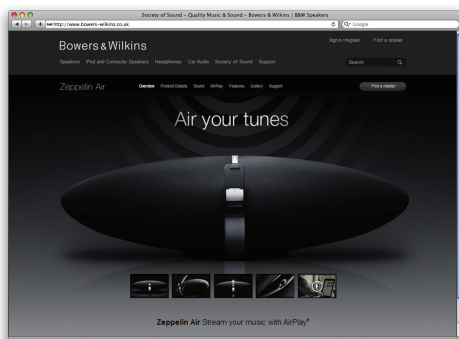 Society of Sound – Quality Music & Sound – Bowers & Wilkins | B&W Speakers
http://www.bowers-wilkins.co.uk
Google
Sign in / Register Find a retailer
Bowers & Wilkins
Speakers iPod and Computer Speakers Headphones Car Audio Society of Sound Support
Search
Zeppelin Air
Overview Product Details Sound AirPlay Features Gallery Support
Find a retailer
Air your tunes
Zeppelin Air Stream your music with AirPlay®